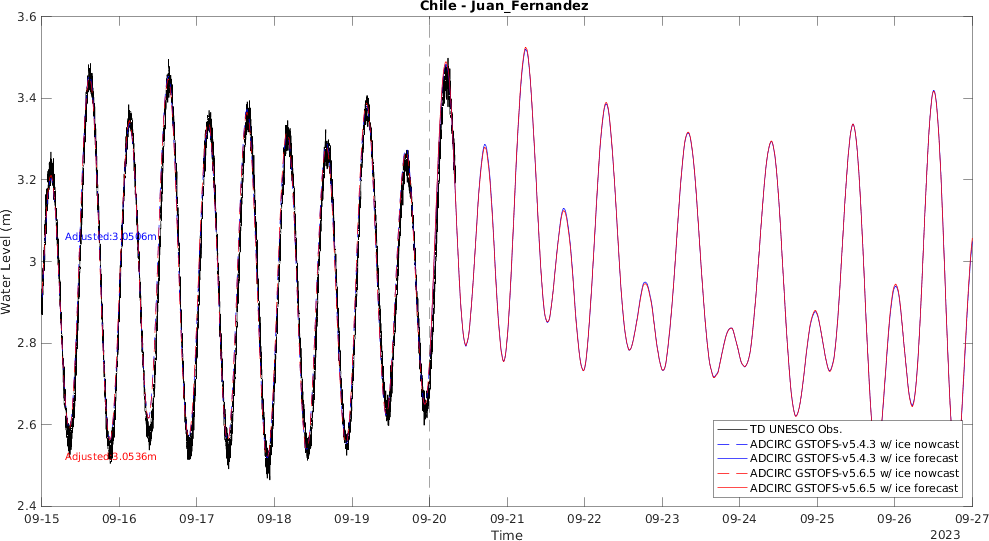 Chile - Juan_Fernandez
Water Level (m)
3.6
3.4
3.2
3
2.8
2.6
2.4
Adjusted:3.0506m
Adjusted:3.0536m
TD UNESCO Obs.
ADCIRC GSTOFS-v5.4.3 w/ ice nowcast
ADCIRC GSTOFS-v5.4.3 w/ ice forecast
ADCIRC GSTOFS-v5.6.5 w/ ice nowcast
ADCIRC GSTOFS-v5.6.5 w/ ice forecast
09-15 09-16 09-17 09-18 09-19 09-20 09-21 09-22 09-23 09-24 09-25 09-26 09-27
Time
2023